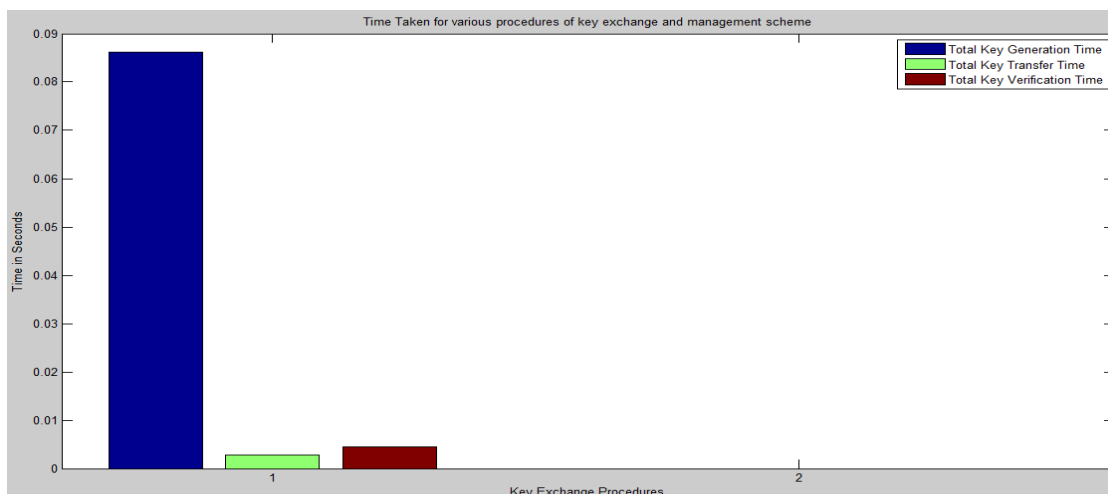 Time Taken for various procedures of key exchange and management scheme
Total Key Generation Time
Total Key Transfer Time
Total Key Verification Time
Time in Seconds
0.09
0.08
0.07
0.06
0.05
0.04
0.03
0.02
0.01
0
1
2
Key Exchange Procedures